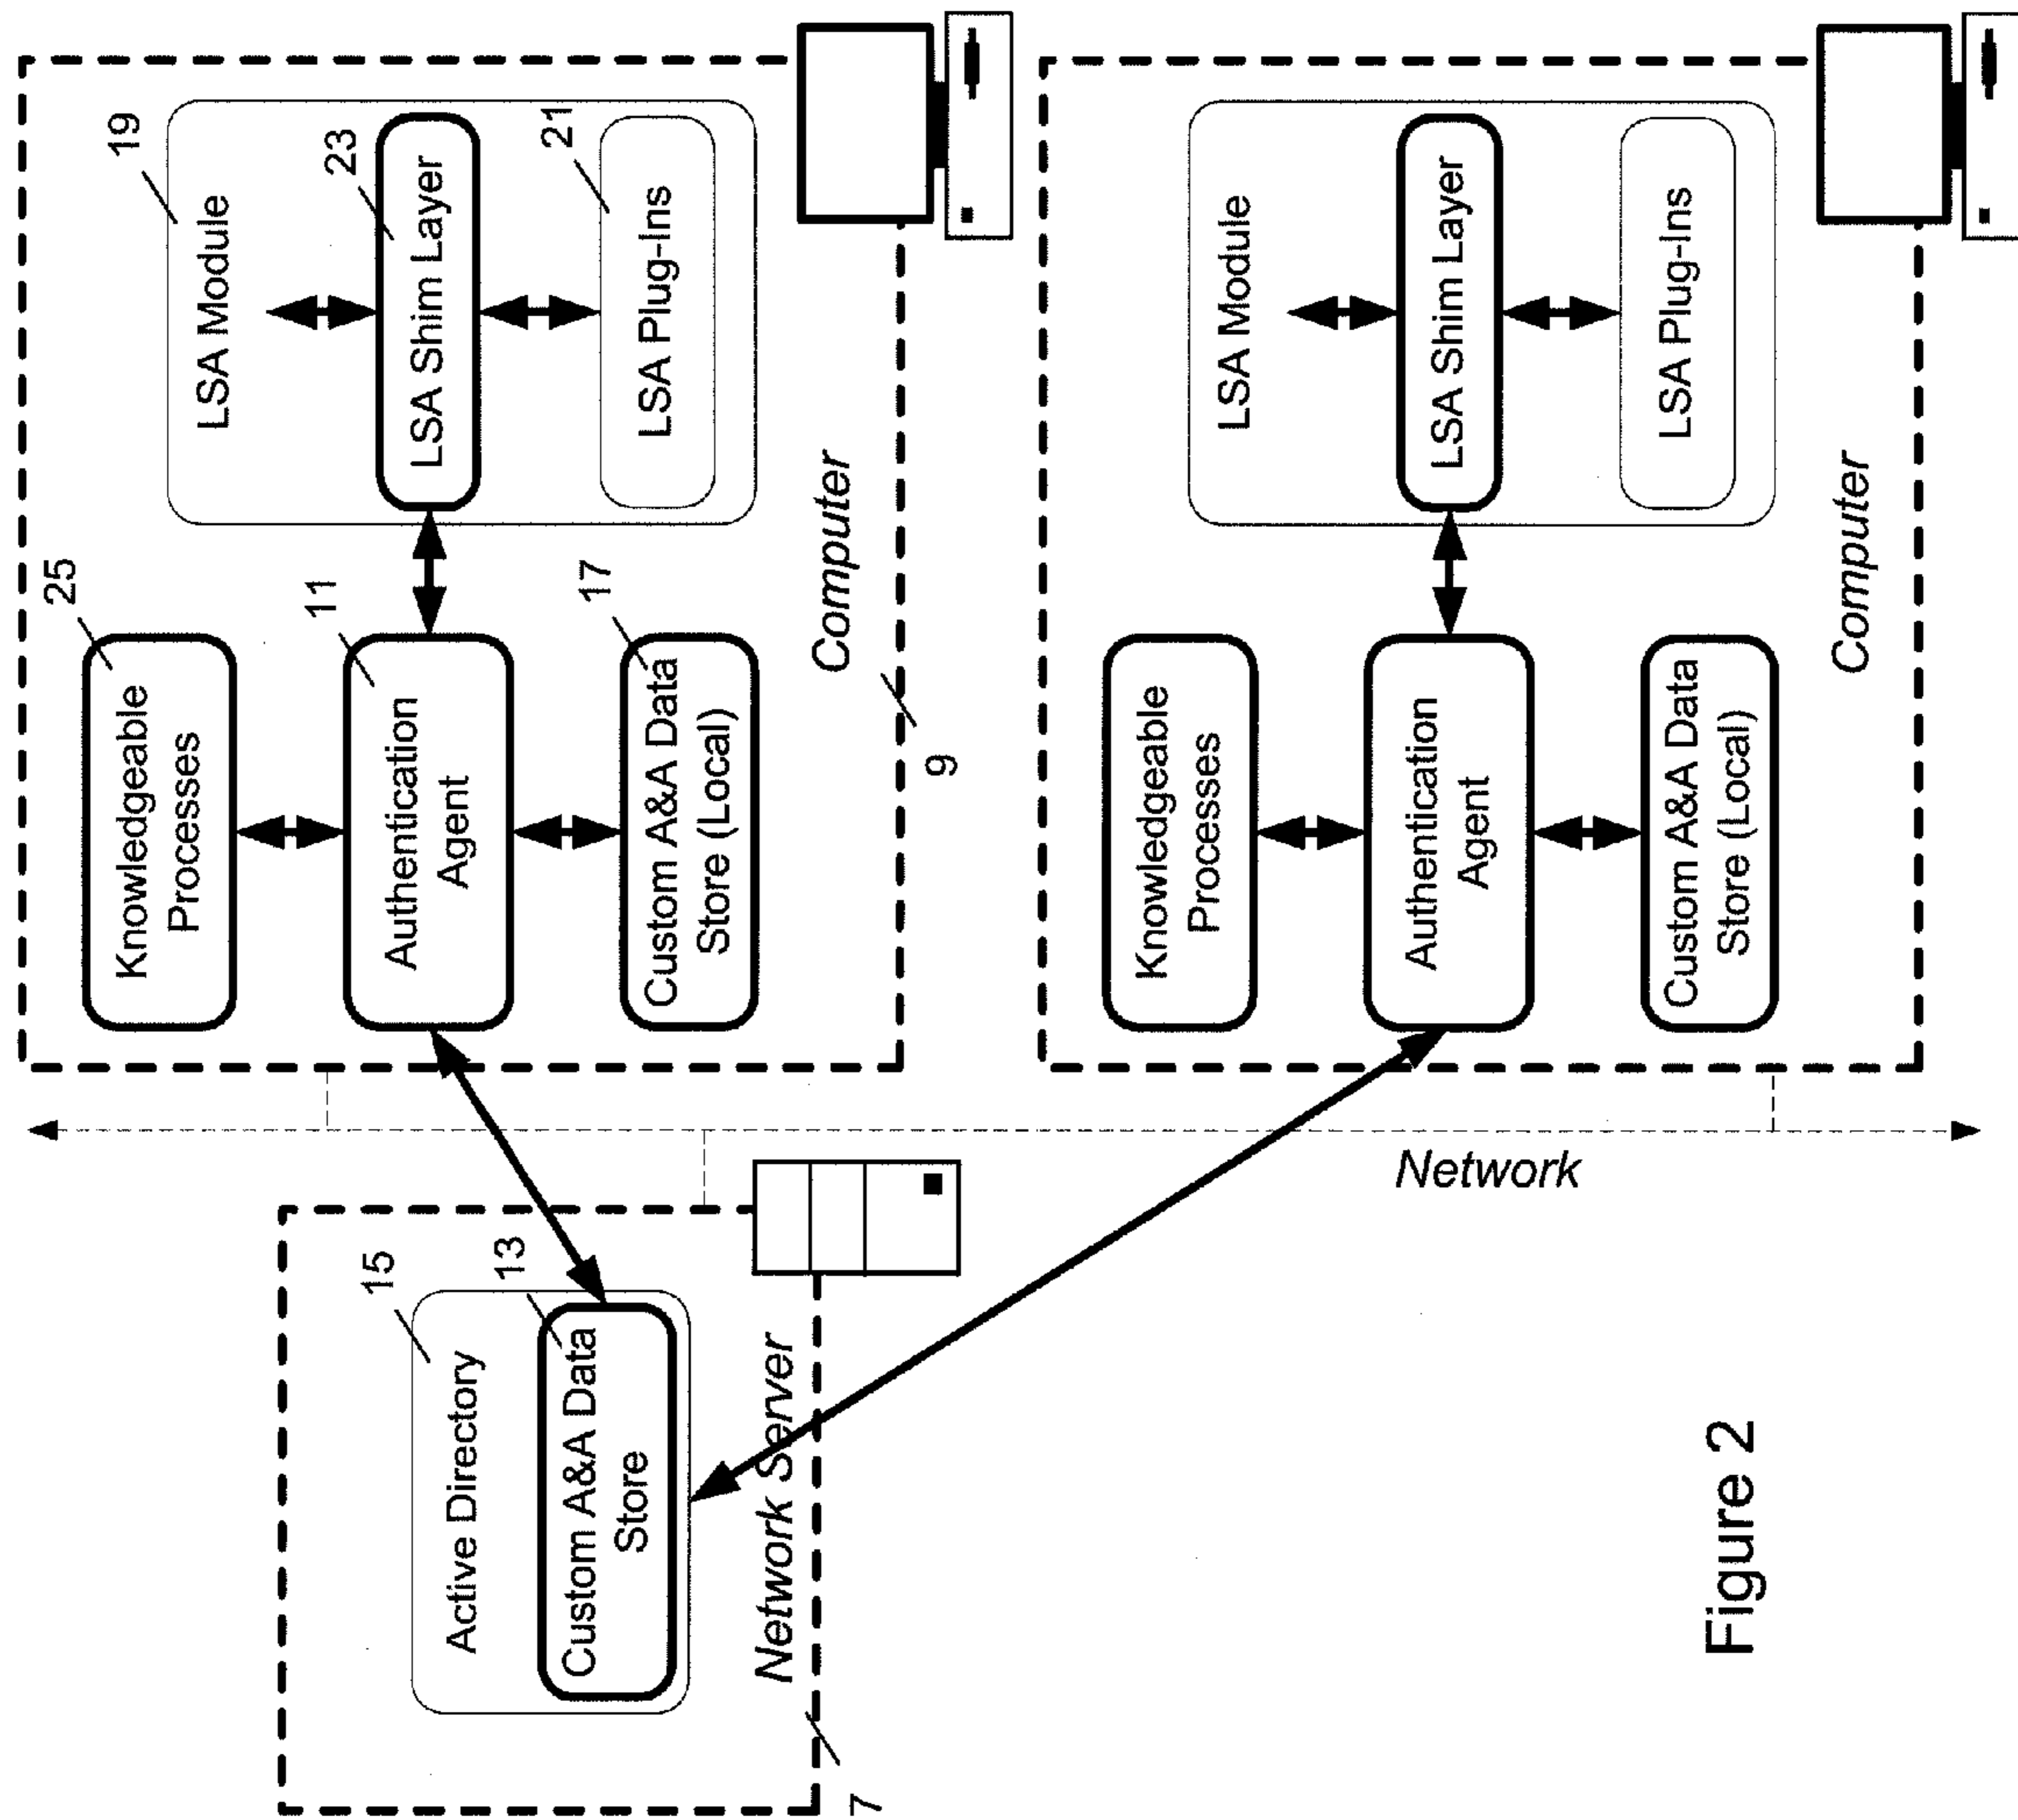 19
LSA Module
23
LSA Shim Layer
21
LSA Plug-Ins
25
Knowledgeable
Processes
11
Authentication
Agent
17
Custom A&A Data
Store (Local)
Computer
9
LSA Module
LSA Shim Layer
LSA Plug-Ins
Knowledgeable
Processes
Authentication
Agent
Custom A&A Data
Store (Local)
Computer
Network
15
Active Directory
13
Custom A&A Data
Store
Network Server
7
Figure 2